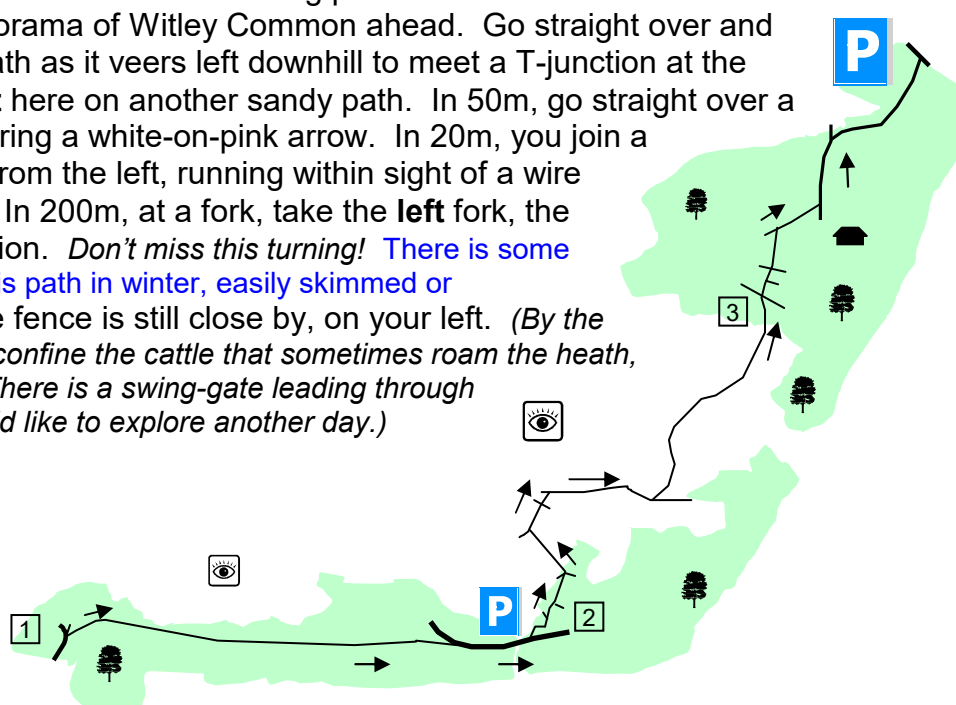 orama of Witley Common ahead. Go straight over and
ath as it veers left downhill to meet a T-junction at the
here on another sandy path. In 50m, go straight over a
ring a white-on-pink arrow. In 20m, you join a
rom the left, running within sight of a wire
In 200m, at a fork, take the left fork, the
ion. Don't miss this turning! There is some
is path in winter, easily skimmed or
e fence is still close by, on your left. (By the
confine the cattle that sometimes roam the heath,
There is a swing-gate leading through
d like to explore another day.)
P
3
P
1
2